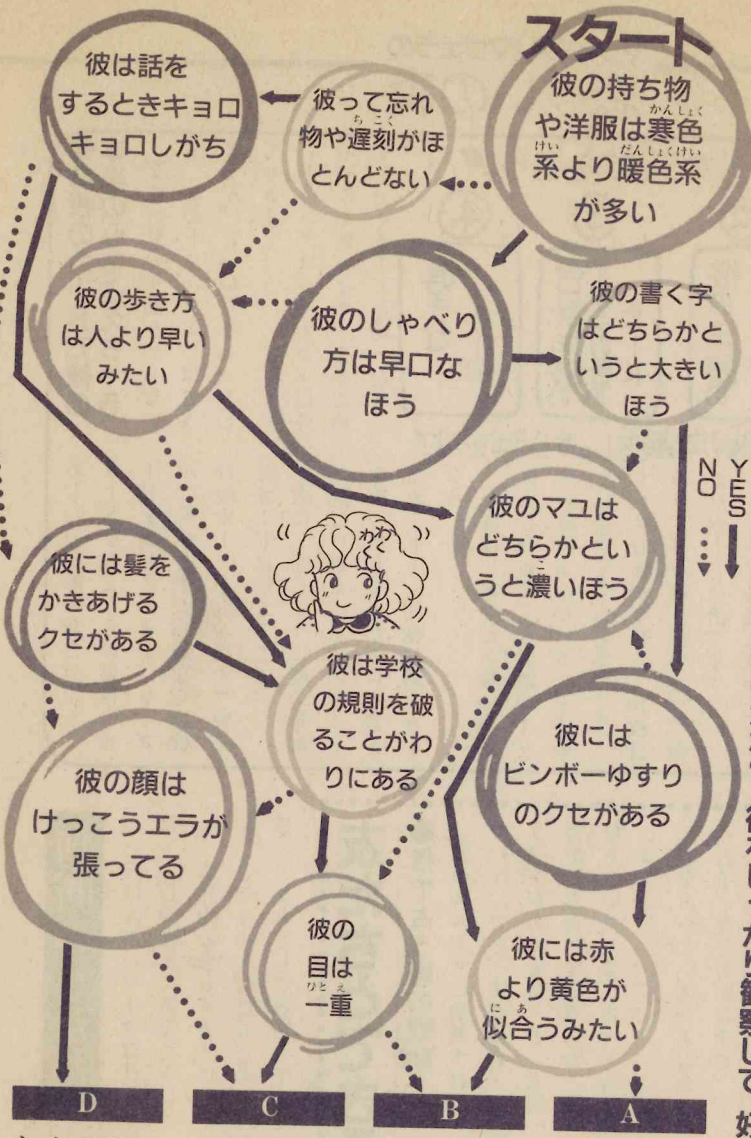 スタート
彼の持ち物
や洋服は寒色
系より暖色系
が多い
彼って忘れ
物や遅刻がほ
とんどない
彼は話を
するときキョロ
キョロしがち
彼の歩き方
は人より早い
みたい
彼のしゃべり
方は早口な
ほう
彼の書く字
はどちらかと
いうと大きい
ほう
YES
NO
彼のマユは
どちらかとい
うと濃いほう
わわく
彼には髪を
かきあげる
クセがある
彼は学校
の規則を破
ることがわ
りにある
彼には
ビンボーゆすり
のクセがある
彼の顔は
けっこうエラが
張ってる
彼の
目は
一重
彼には赤
より黄色が
似合うみたい
D
C
B
A